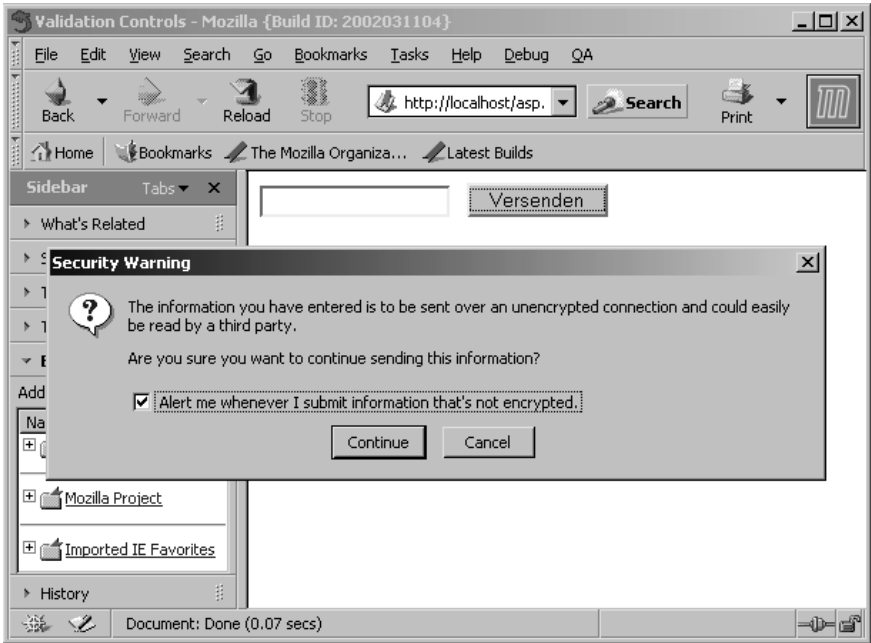 Validation Controls - Mozilla {Build ID: 2002031104}
File Edit View Search Go Bookmarks Tasks Help Debug QA
Back Forward Reload Stop http://localhost/asp. Search Print
Home Bookmarks The Mozilla Organiza... Latest Builds
Sidebar Tabs
Versenden
What's Related
Security Warning
The information you have entered is to be sent over an unencrypted connection and could easily
be read by a third party.
Are you sure you want to continue sending this information?
Add
Alert me whenever I submit information that's not encrypted.
Na
Continue Cancel
Mozilla Project
Imported IE Favorites
History
Document: Done (0.07 secs)